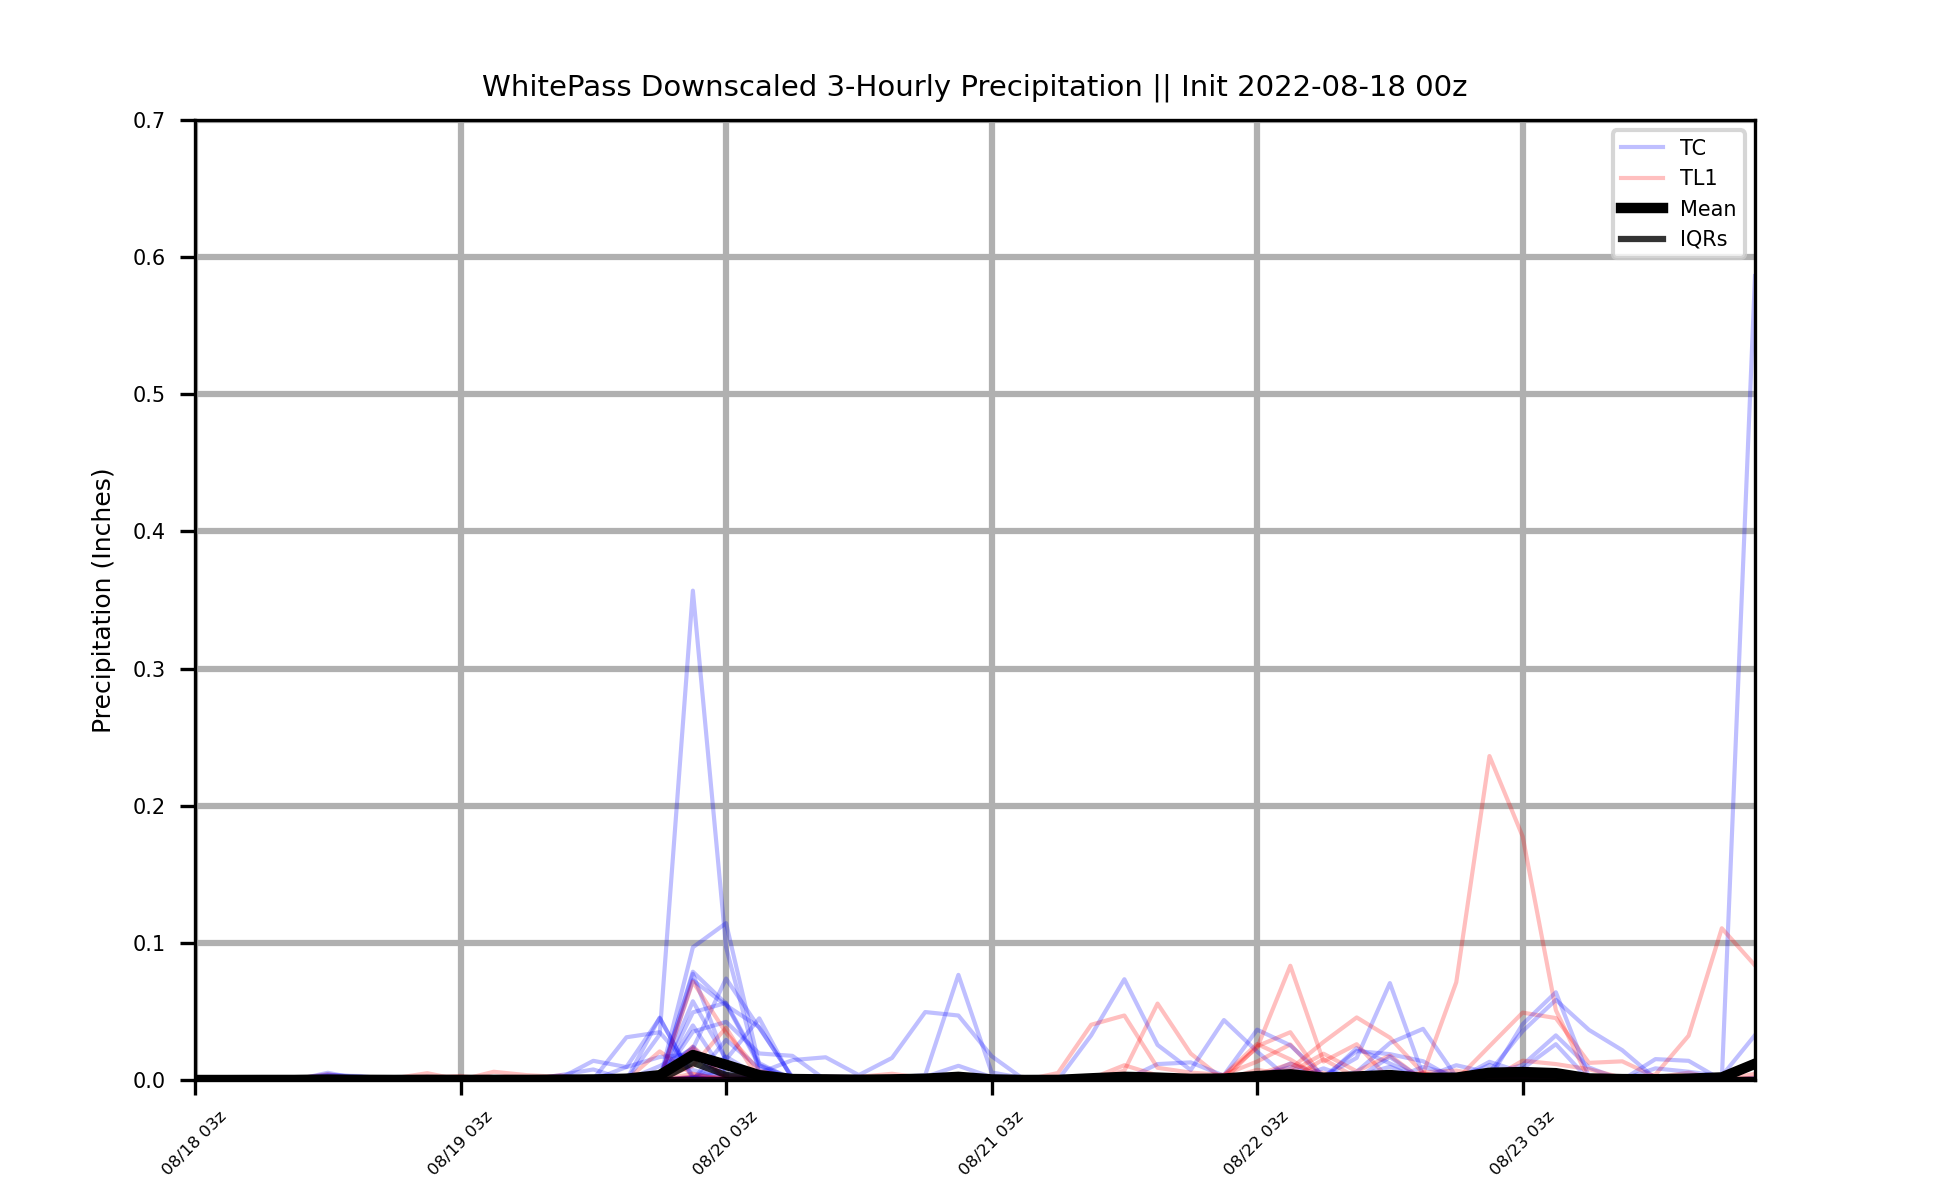 WhitePass Downscaled 3-Hourly Precipitation || Init 2022-08-18 00z
Precipitation (Inches)
0.7
0.6
0.5
0.4
0.3
0.2
0.1
0.0
TC
TL1
Mean
IQRs
08/18 03z
08/19 03z
08/20 03z
08/21 03z
08/22 03z
08/23 03z